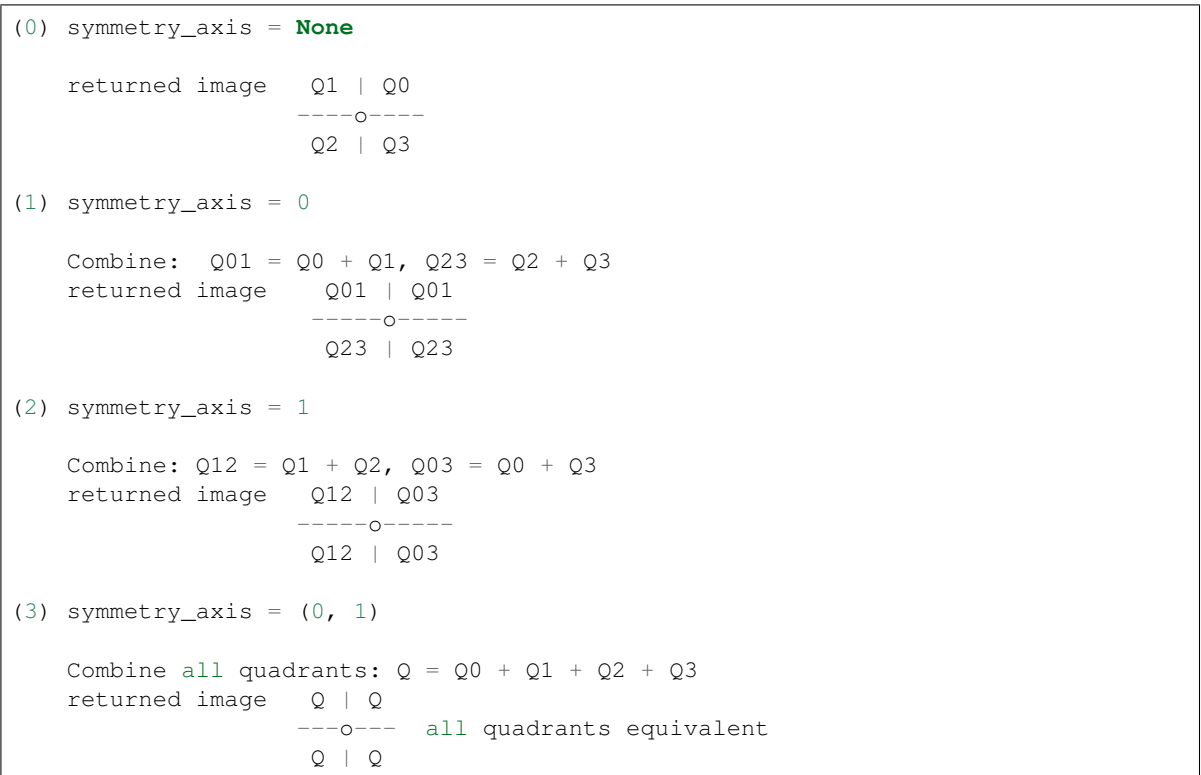 (0) symmetry_axis = None
returned image Q1 | Q0
----o----
Q2 | Q3
(1) symmetry_axis = 0
Combine: Q01 = Q0 + Q1, Q23 = Q2 + Q3
returned image Q01 | Q01
-----o-----
Q23 | Q23
(2) symmetry_axis = 1
Combine: Q12 = Q1 + Q2, Q03 = Q0 + Q3
returned image Q12 | Q03
-----o-----
Q12 | Q03
(3) symmetry_axis = (0, 1)
Combine all quadrants: Q = Q0 + Q1 + Q2 + Q3
returned image Q | Q
---o--- all quadrants equivalent
Q | Q